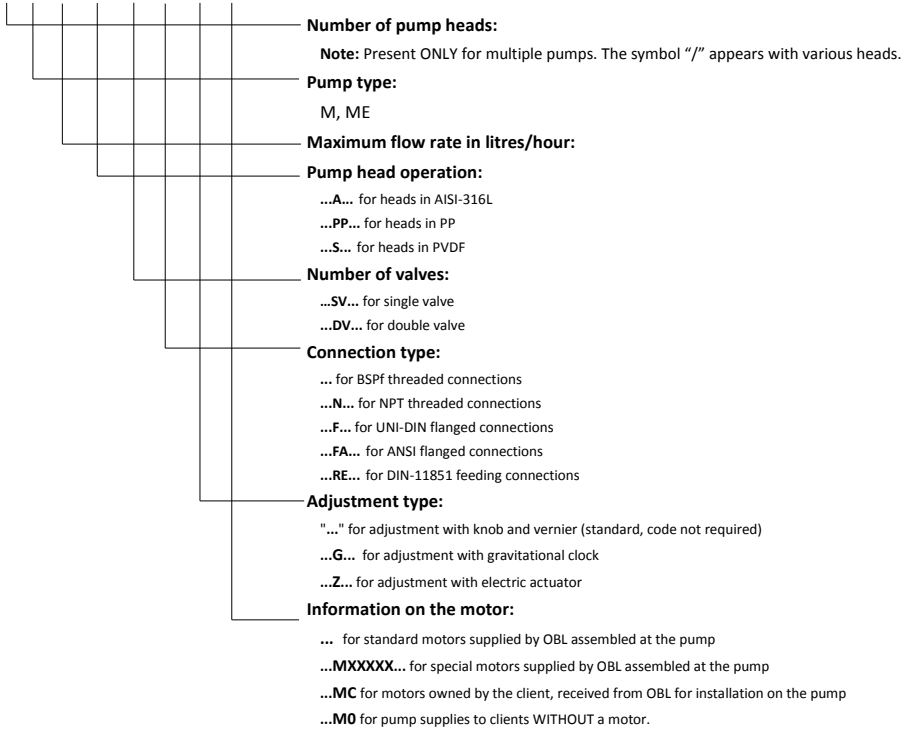 Number of pump heads:
Note: Present ONLY for multiple pumps. The symbol “/” appears with various heads.
Pump type:
M, ME
Maximum flow rate in litres/hour:
Pump head operation:
...A... for heads in AISI-316L
...PP... for heads in PP
...S... for heads in PVDF
Number of valves:
...SV... for single valve
...DV... for double valve
Connection type:
... for BSPf threaded connections
...N... for NPT threaded connections
...F... for UNI-DIN flanged connections
...FA... for ANSI flanged connections
...RE... for DIN-11851 feeding connections
Adjustment type:
"..." for adjustment with knob and vernier (standard, code not required)
...G... for adjustment with gravitational clock
...Z... for adjustment with electric actuator
Information on the motor:
... for standard motors supplied by OBL assembled at the pump
...MXXXXX... for special motors supplied by OBL assembled at the pump
...MC for motors owned by the client, received from OBL for installation on the pump
...M0 for pump supplies to clients WITHOUT a motor.